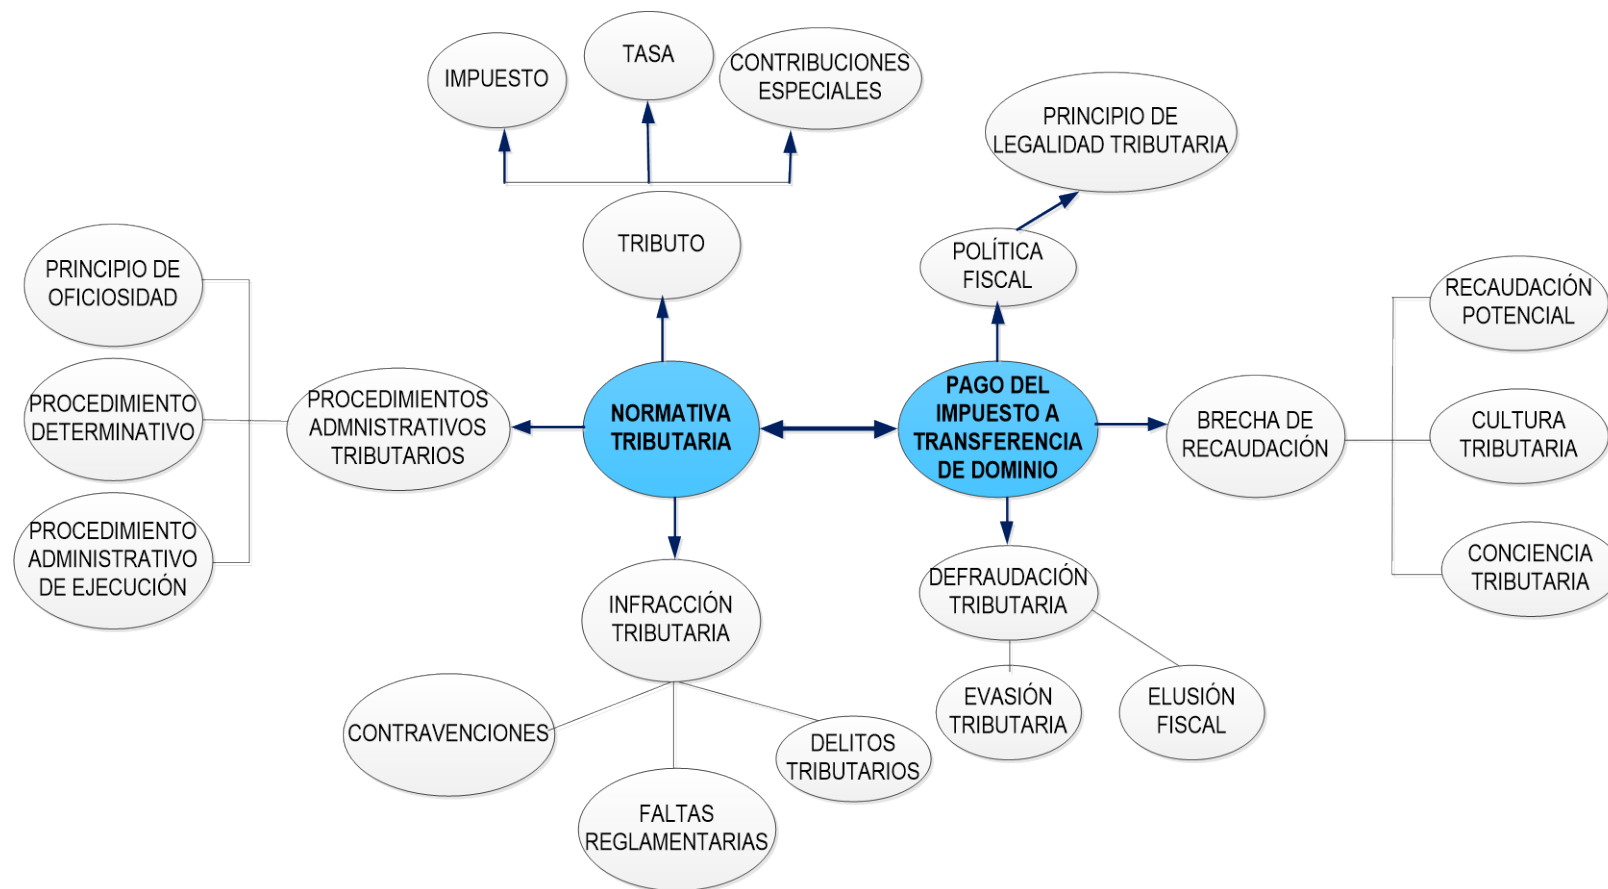 IMPUESTO
TASA
CONTRIBUCIONES
ESPECIALES
PRINCIPIO DE
LEGALIDAD TRIBUTARIA
TRIBUTO
POLÍTICA
FISCAL
PRINCIPIO DE
OFICIOSIDAD
PROCEDIMIENTO
DETERMINATIVO
PROCEDIMIENTO
ADMINISTRATIVO
DE EJECUCIÓN
PROCEDIMIENTOS
ADMNISTRATIVOS
TRIBUTARIOS
NORMATIVA
TRIBUTARIA
PAGO DEL
IMPUESTO A
TRANSFERENCIA
DE DOMINIO
BRECHA DE
RECAUDACIÓN
RECAUDACIÓN
POTENCIAL
CULTURA
TRIBUTARIA
CONCIENCIA
TRIBUTARIA
INFRACCIÓN
TRIBUTARIA
DEFRAUDACIÓN
TRIBUTARIA
CONTRAVENCIONES
FALTAS
REGLAMENTARIAS
DELITOS
TRIBUTARIOS
EVASIÓN
TRIBUTARIA
ELUSIÓN
FISCAL